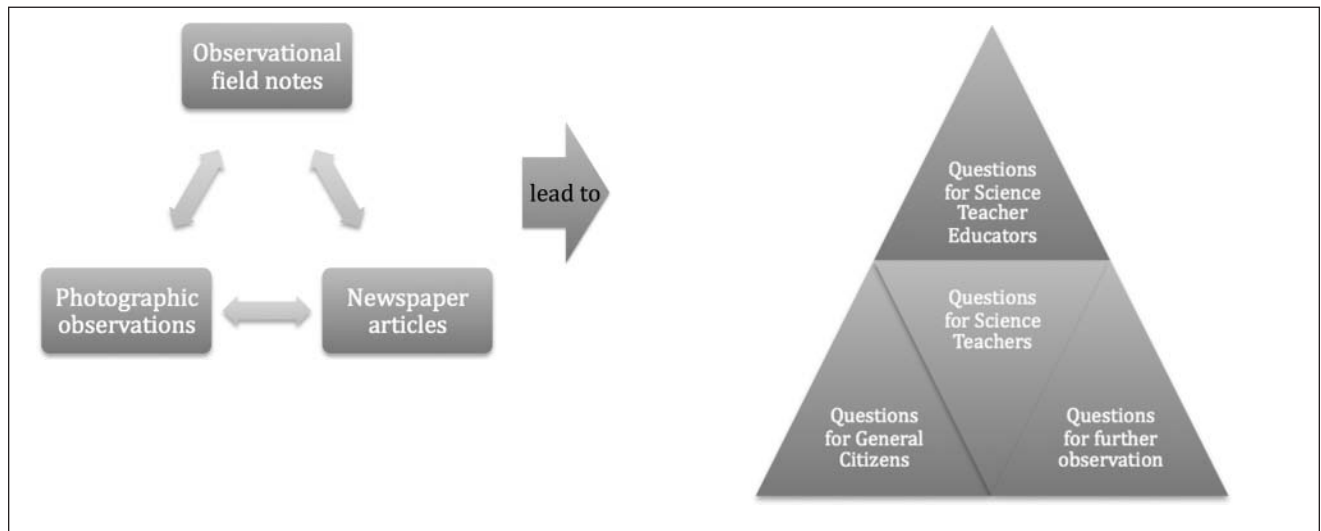 Observational
field notes
Photographic
observations
Newspaper
articles
lead to
Questions
for Science
Teacher
Educators
Questions
for Science
Teachers
Questions
for General
Citizens
Questions
for further
observation